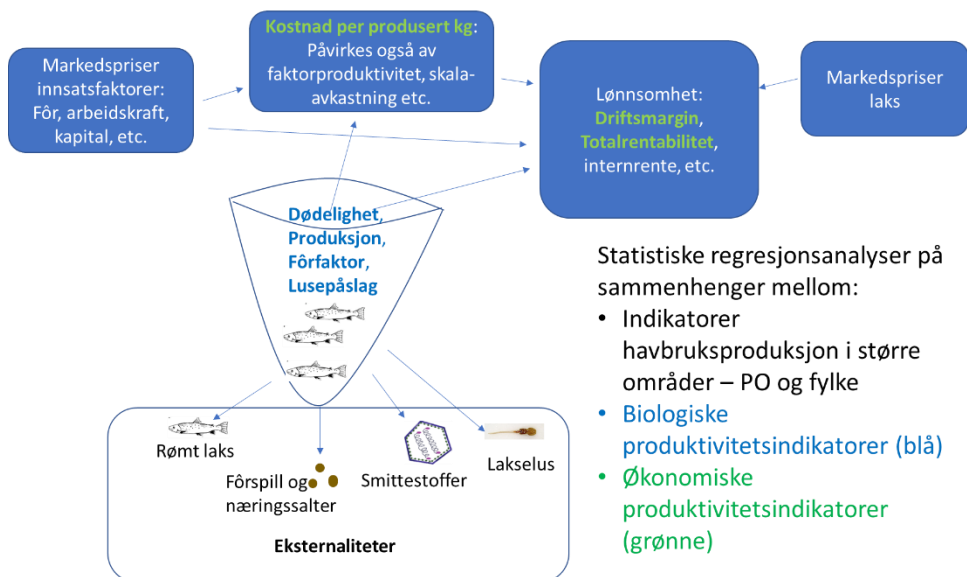 Kostnad per produsert kg:
Påvirkes også av
faktorproduktivitet, skala-
avkastning etc.
Markedspriser
innsatsfaktorer:
Fôr, arbeidskraft,
kapital, etc.
Lønnsomhet:
Driftsmargin,
Totalrentabilitet,
internrente, etc.
Markedspriser
laks
Dødelighet,
Produksjon,
Fôrfaktor,
Lusepåslag
Statistiske regresjonsanalyser på
sammenhenger mellom:
• Indikatorer
havbruksproduksjon i større
områder – PO og fylke
• Biologiske
produktivitetsindikatorer (blå)
• Økonomiske
produktivitetsindikatorer
(grønne)
Rømt laks
Fôrspill og
næringssalter
Smittestoffer
Lakselus
Eksternaliteter